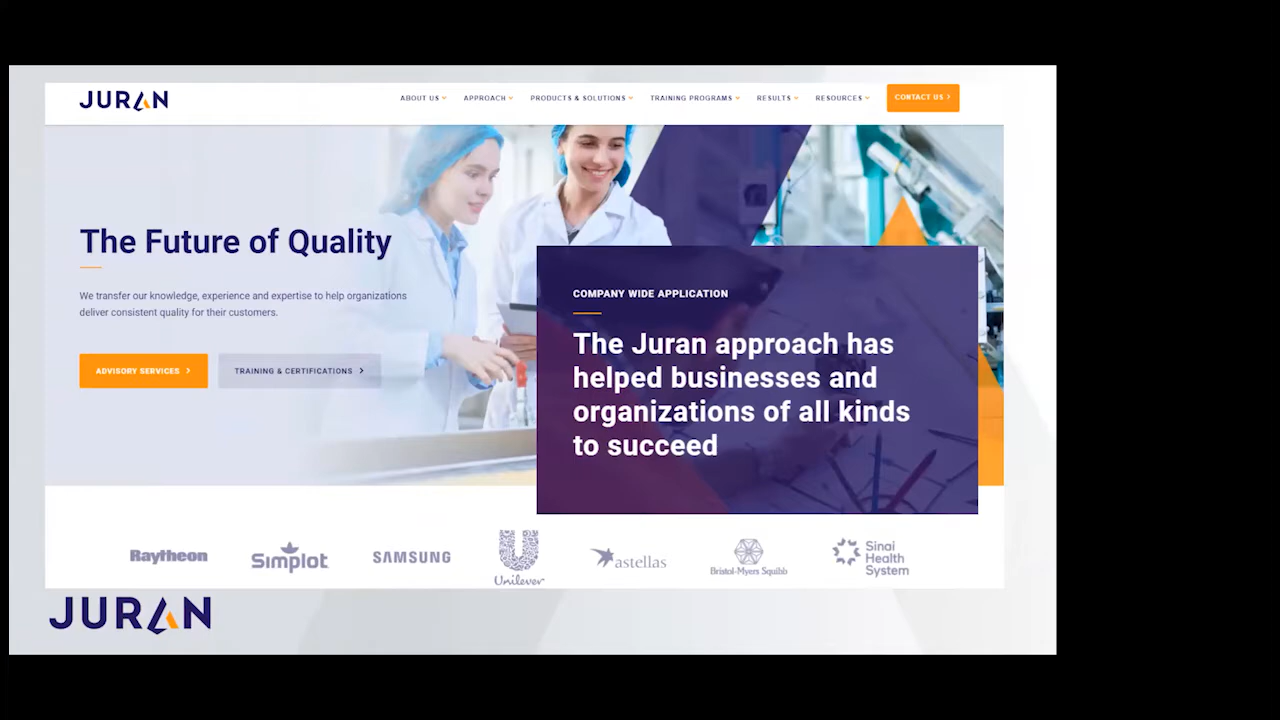 JURAN
ABOUT US
APPROACH
PRODUCTS & SOLUTIONS
TRAINING PROGRAMS
RESULTS
RESOURCES
CONTACT US
The Future of Quality
We transfer our knowledge, experience and expertise to help organizations
deliver consistent quality for their customers.
ADVISORY SERVICES
TRAINING & CERTIFICATIONS
COMPANY WIDE APPLICATION
The Juran approach has
helped businesses and
organizations of all kinds
to succeed
Raytheon
Simplot
SAMSUNG
Unilever
astellas
Bristol-Myers Squibb
Sinai
Health
System
JURAN